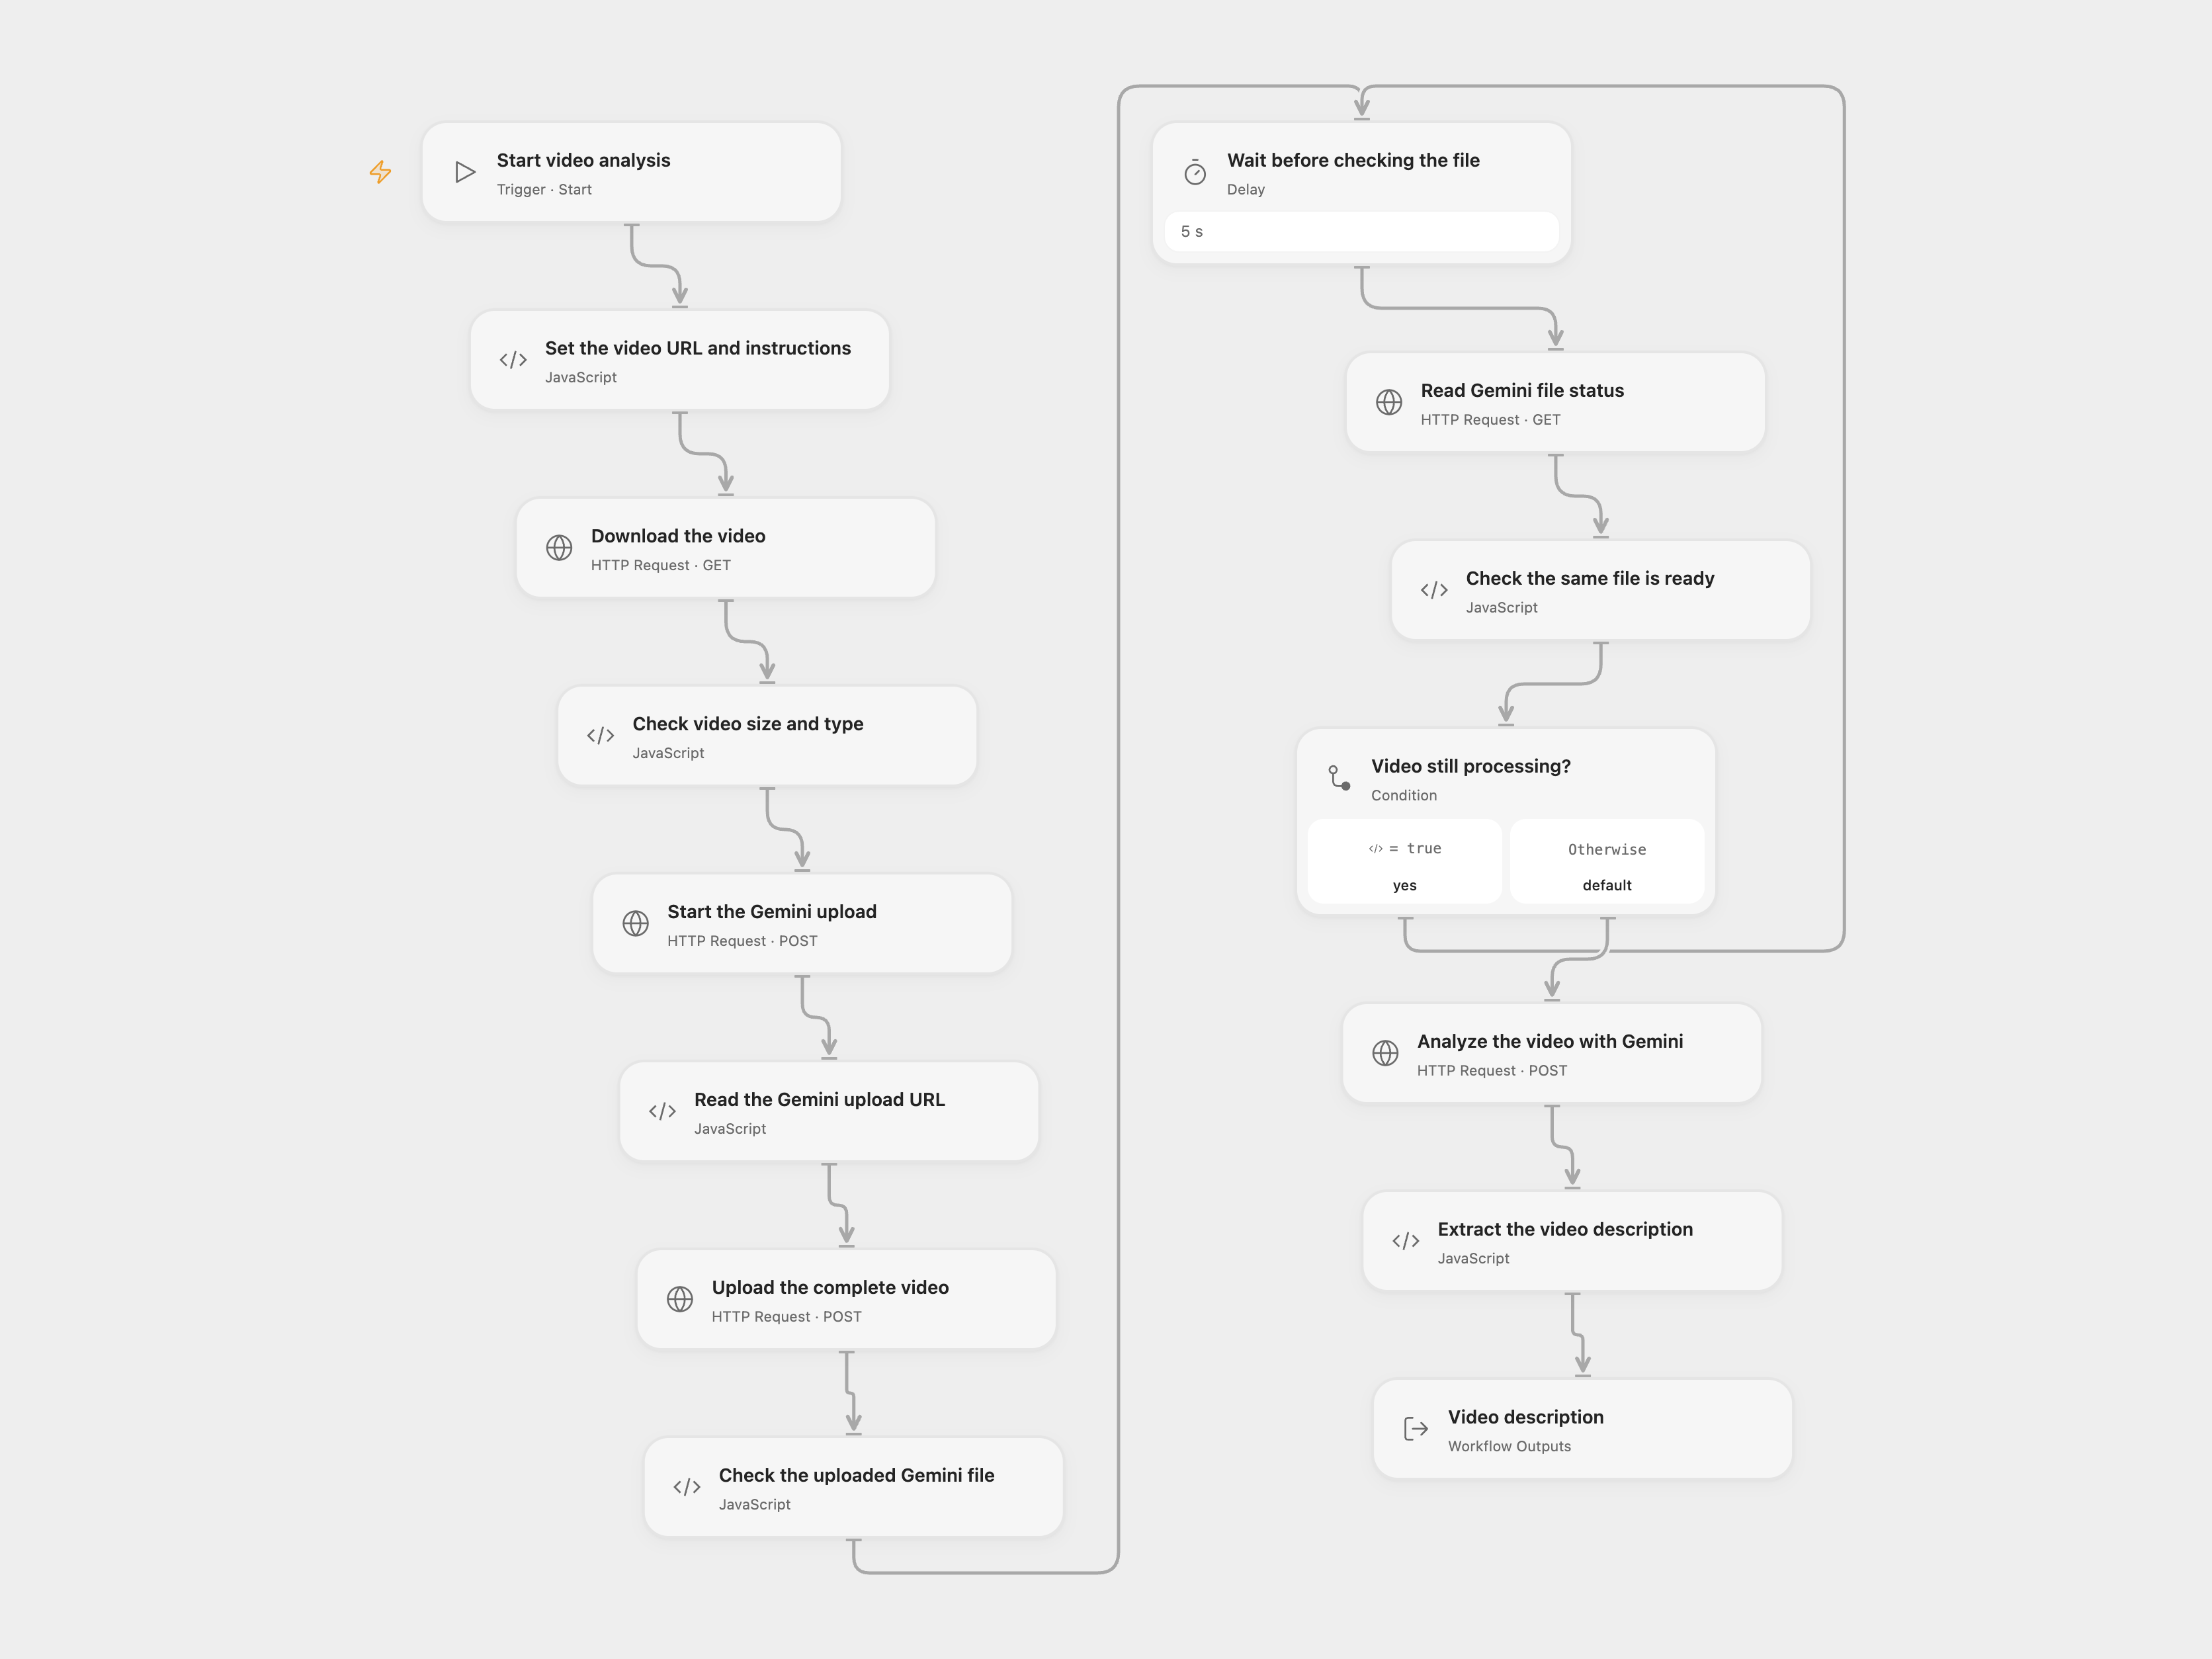 Start video analysis
Trigger · Start
Set the video URL and instructions
JavaScript
Download the video
HTTP Request · GET
Check video size and type
JavaScript
Start the Gemini upload
HTTP Request · POST
Read the Gemini upload URL
JavaScript
Upload the complete video
HTTP Request · POST
Check the uploaded Gemini file
JavaScript
Wait before checking the file
Delay
5 s
Read Gemini file status
HTTP Request · GET
Check the same file is ready
JavaScript
Video still processing?
Condition
</> = true
yes
Otherwise
default
Analyze the video with Gemini
HTTP Request · POST
Extract the video description
JavaScript
Video description
Workflow Outputs